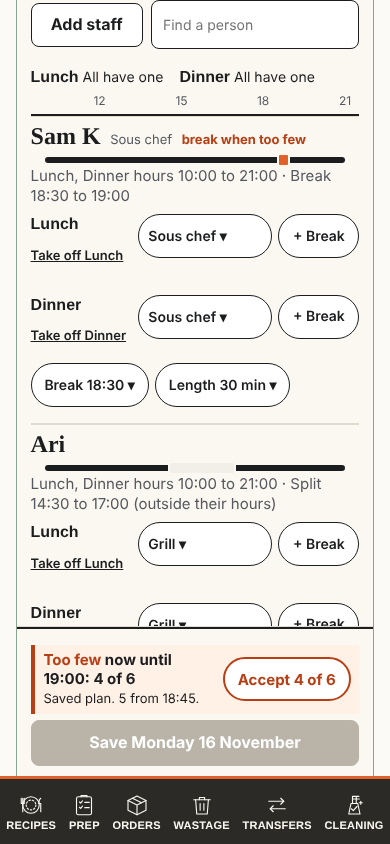 Add staff Find a person
Lunch All have one Dinner All have one
12 15 18 21
Sam K Sous chef break when too few
Lunch, Dinner hours 10:00 to 21:00 · Break
18:30 to 19:00
Lunch
Sous chef ▾ + Break
Take off Lunch
Dinner
Sous chef ▾ + Break
Take off Dinner
Break 18:30 ▾ Length 30 min ▾
Ari
Lunch, Dinner hours 10:00 to 21:00 · Split
14:30 to 17:00 (outside their hours)
Lunch
Grill ▾ + Break
Take off Lunch
Dinner
Grill ▾ + Break
Too few now until
19:00: 4 of 6
Accept 4 of 6
Saved plan. 5 from 18:45.
Save Monday 16 November
RECIPES PREP ORDERS WASTAGE TRANSFERS CLEANING